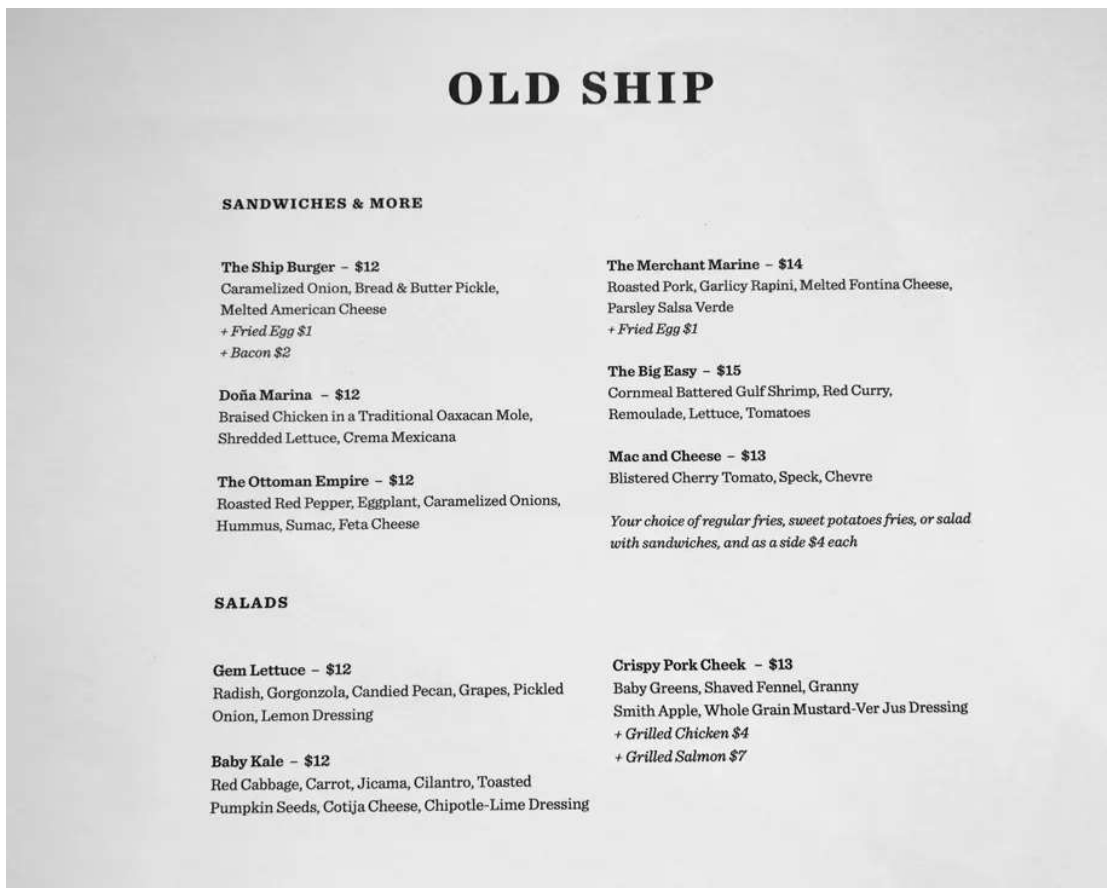 OLD SHIP
SANDWICHES & MORE
The Ship Burger – $12
Caramelized Onion, Bread & Butter Pickle,
Melted American Cheese
+ Fried Egg $1
+ Bacon $2
Doña Marina – $12
Braised Chicken in a Traditional Oaxacan Mole,
Shredded Lettuce, Crema Mexicana
The Ottoman Empire – $12
Roasted Red Pepper, Eggplant, Caramelized Onions,
Hummus, Sumac, Feta Cheese
The Merchant Marine – $14
Roasted Pork, Garlicy Rapini, Melted Fontina Cheese,
Parsley Salsa Verde
+ Fried Egg $1
The Big Easy – $15
Cornmeal Battered Gulf Shrimp, Red Curry,
Remoulade, Lettuce, Tomatoes
Mac and Cheese – $13
Blistered Cherry Tomato, Speck, Chevre
Your choice of regular fries, sweet potatoes fries, or salad
with sandwiches, and as a side $4 each
SALADS
Gem Lettuce – $12
Radish, Gorgonzola, Candied Pecan, Grapes, Pickled
Onion, Lemon Dressing
Baby Kale – $12
Red Cabbage, Carrot, Jicama, Cilantro, Toasted
Pumpkin Seeds, Cotija Cheese, Chipotle-Lime Dressing
Crispy Pork Cheek – $13
Baby Greens, Shaved Fennel, Granny
Smith Apple, Whole Grain Mustard-Ver Jus Dressing
+ Grilled Chicken $4
+ Grilled Salmon $7